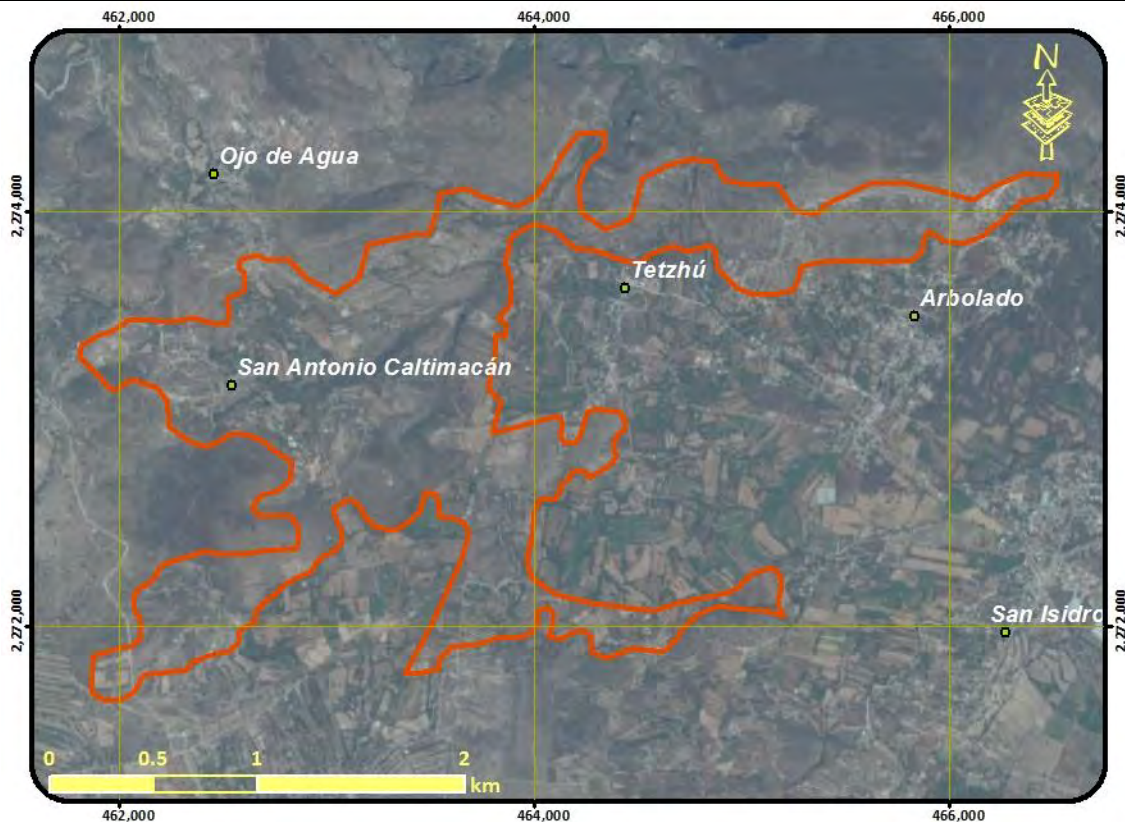 462,000 464,000 466,000
N
Ojo de Agua
2,274,000 2,274,000
Tetzhú
Arbolado
San Antonio Caltimacán
San Isidro
2,272,000 2,272,000
0 0.5 1 2
km
462,000 464,000 466,000